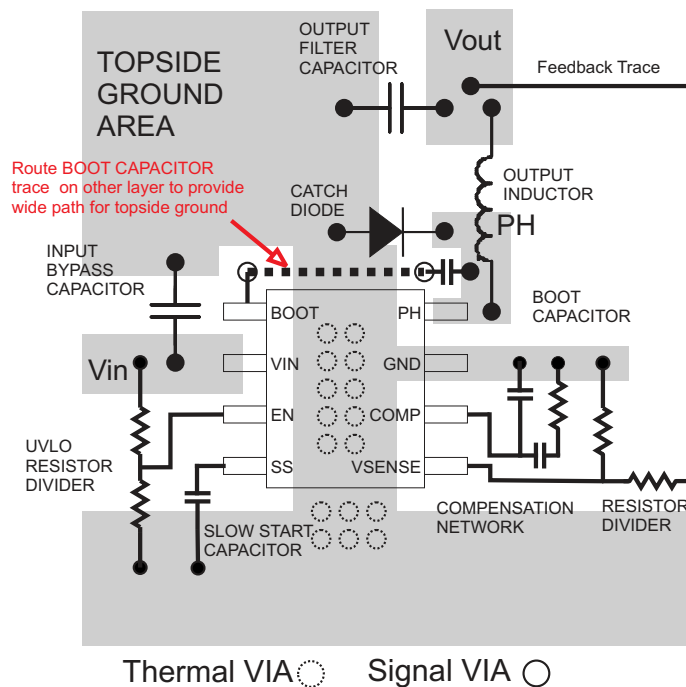 OUTPUT
FILTER
CAPACITOR
Vout
TOPSIDE
GROUND
AREA
Feedback Trace
Route BOOT CAPACITOR
trace on other layer to provide
wide path for topside ground
CATCH
DIODE
OUTPUT
INDUCTOR
PH
INPUT
BYPASS
CAPACITOR
BOOT
CAPACITOR
BOOT
PH
Vin
VIN
GND
EN
COMP
UVLO
RESISTOR
DIVIDER
SS
VSENSE
SLOW START
CAPACITOR
COMPENSATION
NETWORK
RESISTOR
DIVIDER
Thermal VIA
Signal VIA